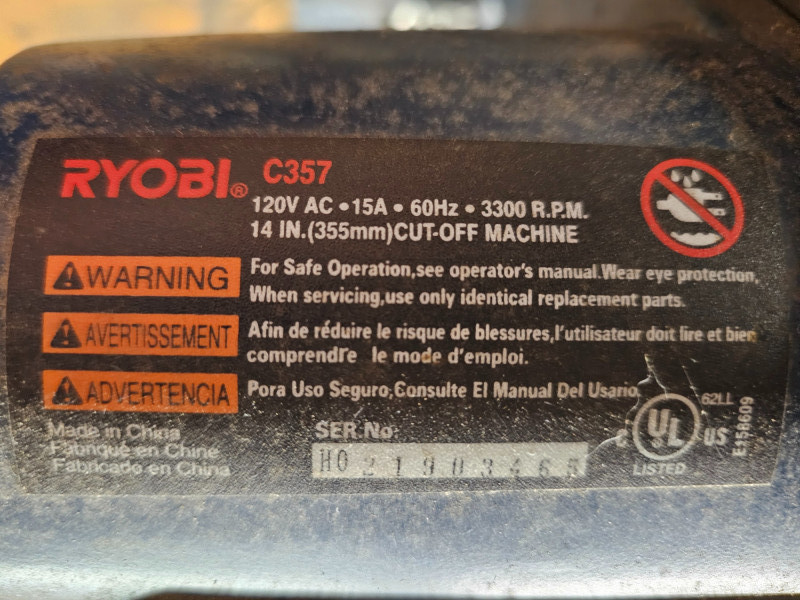 RYOBI® C357
120V AC • 15A • 60Hz • 3300 R.P.M.
14 IN.(355mm)CUT-OFF MACHINE
WARNING
For Safe Operation,see operator's manual.Wear eye protection,
When servicing,use only identical replacement parts.
AVERTISSEMENT
Afin de réduire le risque de blessures,l'utilisateur doit lire et bien
comprendre le mode d'emploi.
ADVERTENCIA
Pora Uso Seguro,Consulte El Manual Del Usario.
Made in China
Fabriqué en Chine
Fabricado en China
SER.No.
HO 21903465
C UL US
LISTED
62LL
E158609